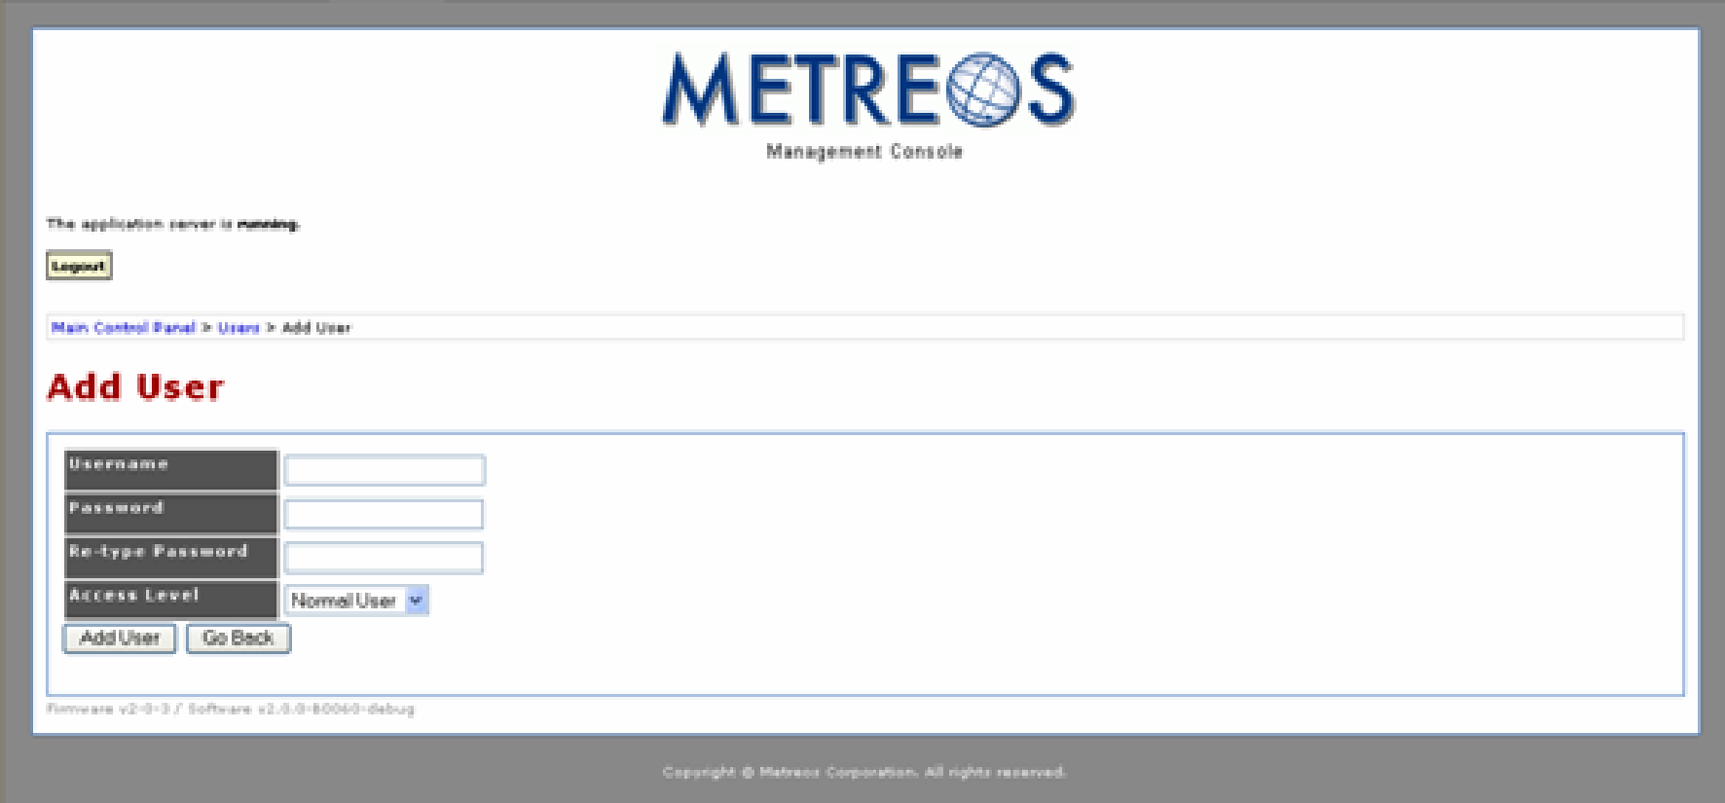 METREOS
Management Console
The application server is running.
Logout
Main Control Panel > Users > Add User
Add User
Username
Password
Re-type Password
Access Level Normal User
Add User Go Back
Firmware v2-0-3 / Software v2.0.0-B0060-debug
Copyright © Metreos Corporation. All rights reserved.